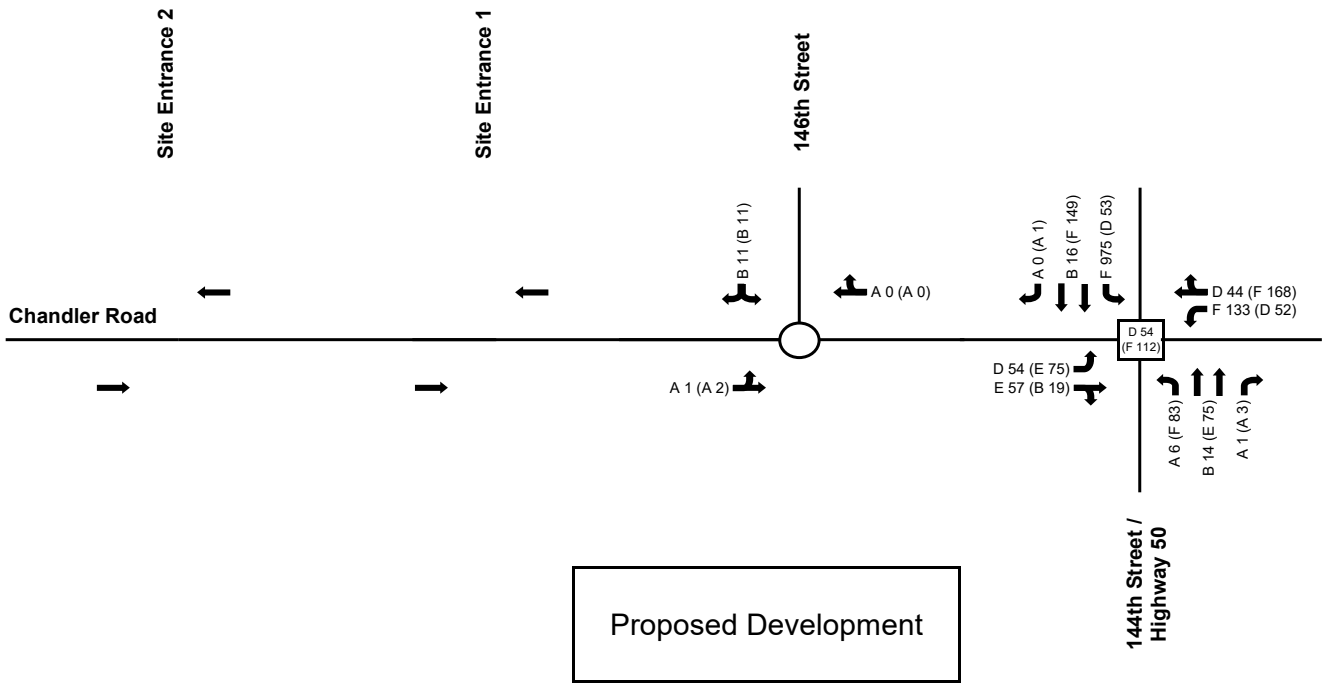 Site Entrance 2
Site Entrance 1
146th Street
B 11 (B 11)
A 0 (A 0)
A 0 (A 1)
B 16 (F 149)
F 975 (D 53)
D 44 (F 168)
F 133 (D 52)
Chandler Road
D 54
(F 112)
A 1 (A 2)
D 54 (E 75)
E 57 (B 19)
A 6 (F 83)
B 14 (E 75)
A 1 (A 3)
144th Street /
Highway 50
Proposed Development